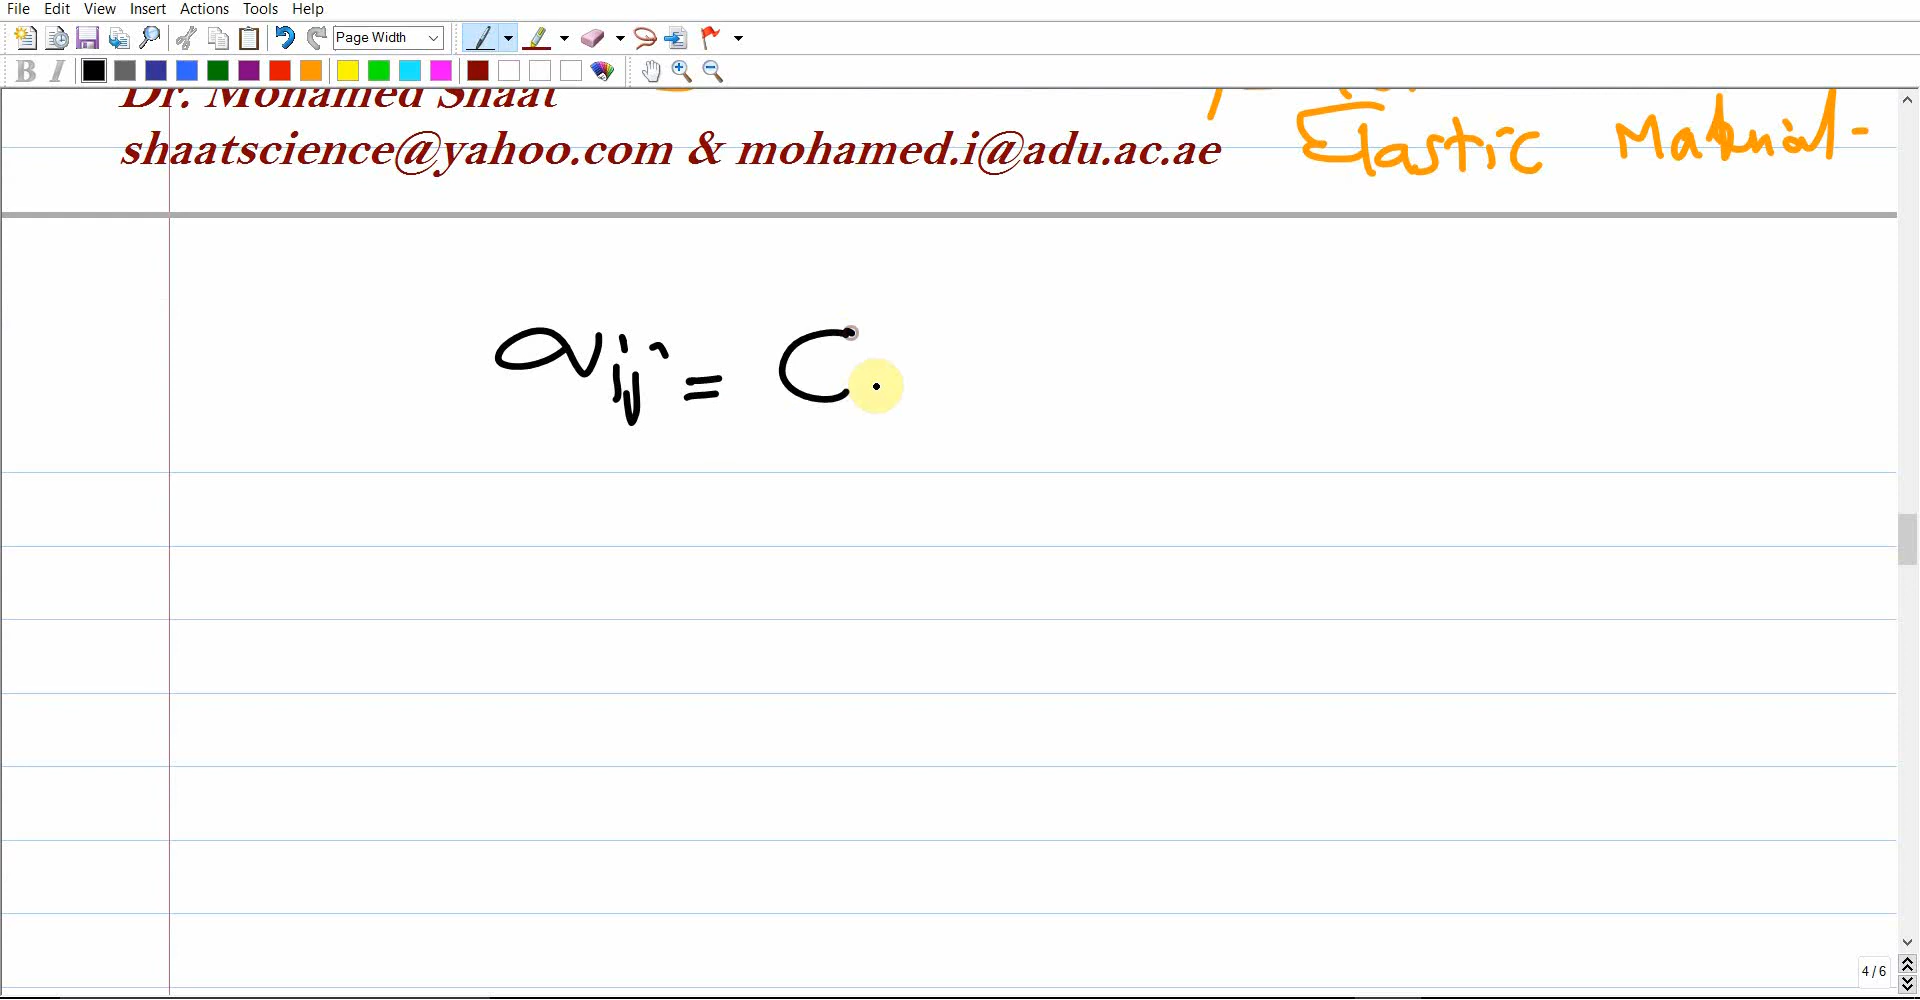 File Edit View Insert Actions Tools Help
Page Width
B I
Dr. Mohamed Shaat
shaatscience@yahoo.com & mohamed.i@adu.ac.ae
Elastic Material -
σij = C
4 / 6